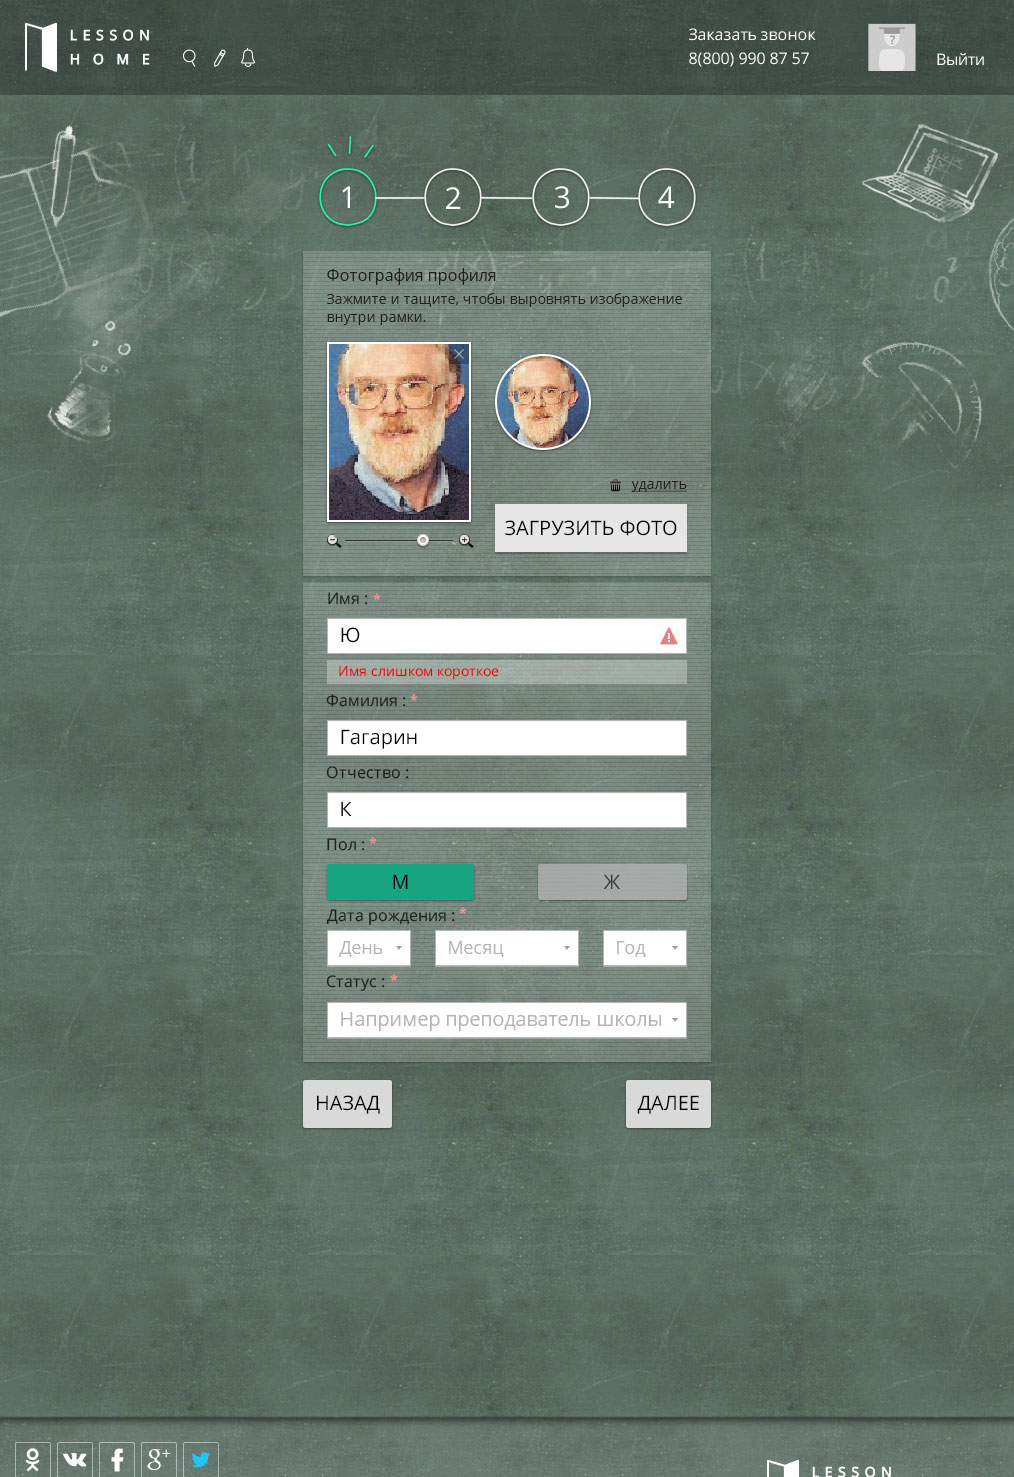 LESSON
HOME
Заказать звонок
8(800) 990 87 57
Выйти
1
2
3
4
Фотография профиля
Зажмите и тащите, чтобы выровнять изображение
внутри рамки.
удалить
ЗАГРУЗИТЬ ФОТО
Имя : *
Ю
Имя слишком короткое
Фамилия : *
Гагарин
Отчество :
К
Пол : *
М
Ж
Дата рождения : *
День
Месяц
Год
Статус : *
Например преподаватель школы
НАЗАД
ДАЛЕЕ
LESSON